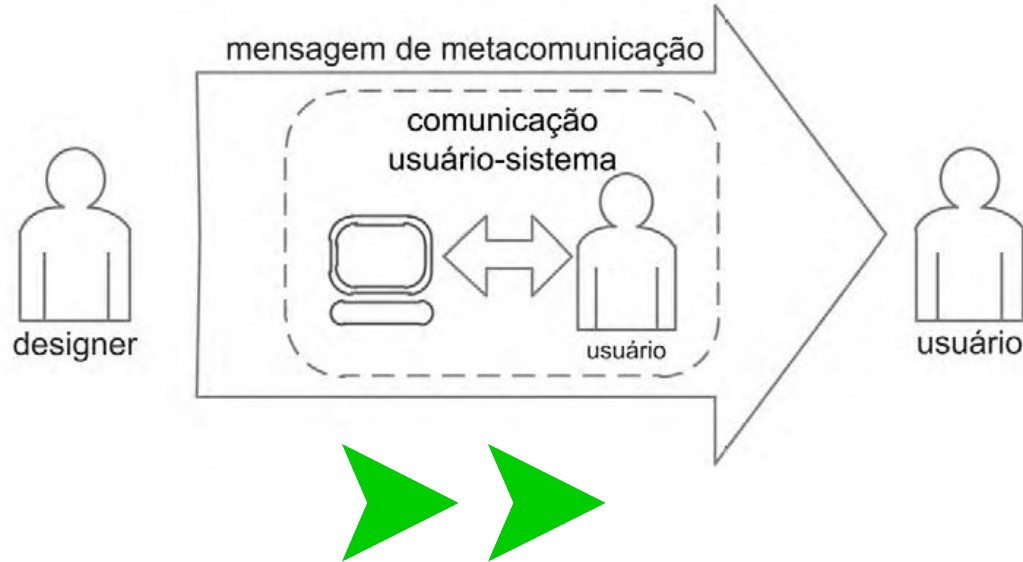 mensagem de metacomunicação
comunicação
usuário-sistema
designer
usuário
usuário